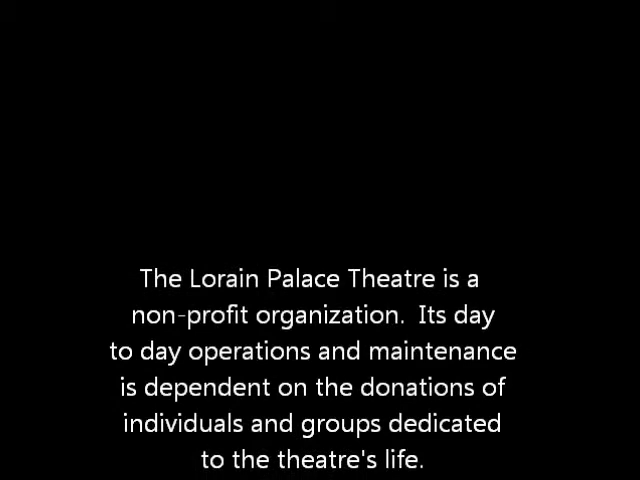 The Lorain Palace Theatre is a
non-profit organization.  Its day
to day operations and maintenance
is dependent on the donations of
individuals and groups dedicated
to the theatre's life.